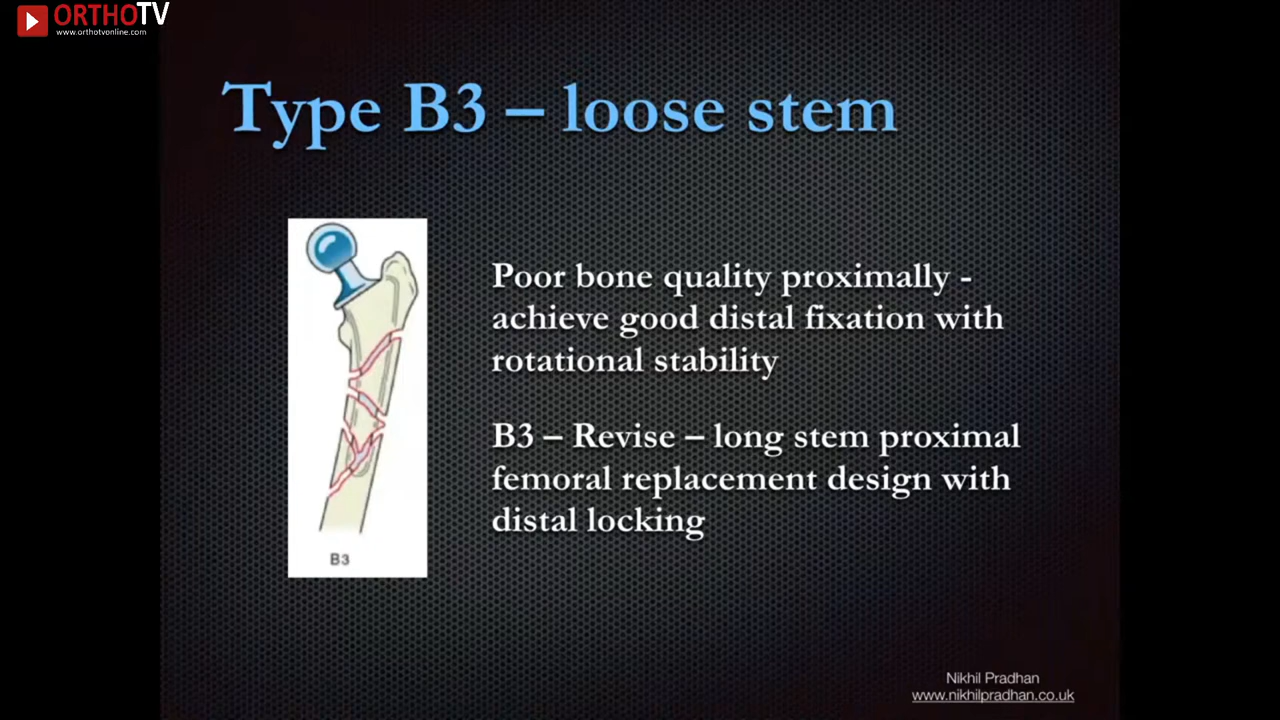 ORTHOTV
www.orthotvonline.com
Type B3 – loose stem
Poor bone quality proximally -
achieve good distal fixation with
rotational stability
B3 – Revise – long stem proximal
femoral replacement design with
distal locking
B3
Nikhil Pradhan
www.nikhilpradhan.co.uk